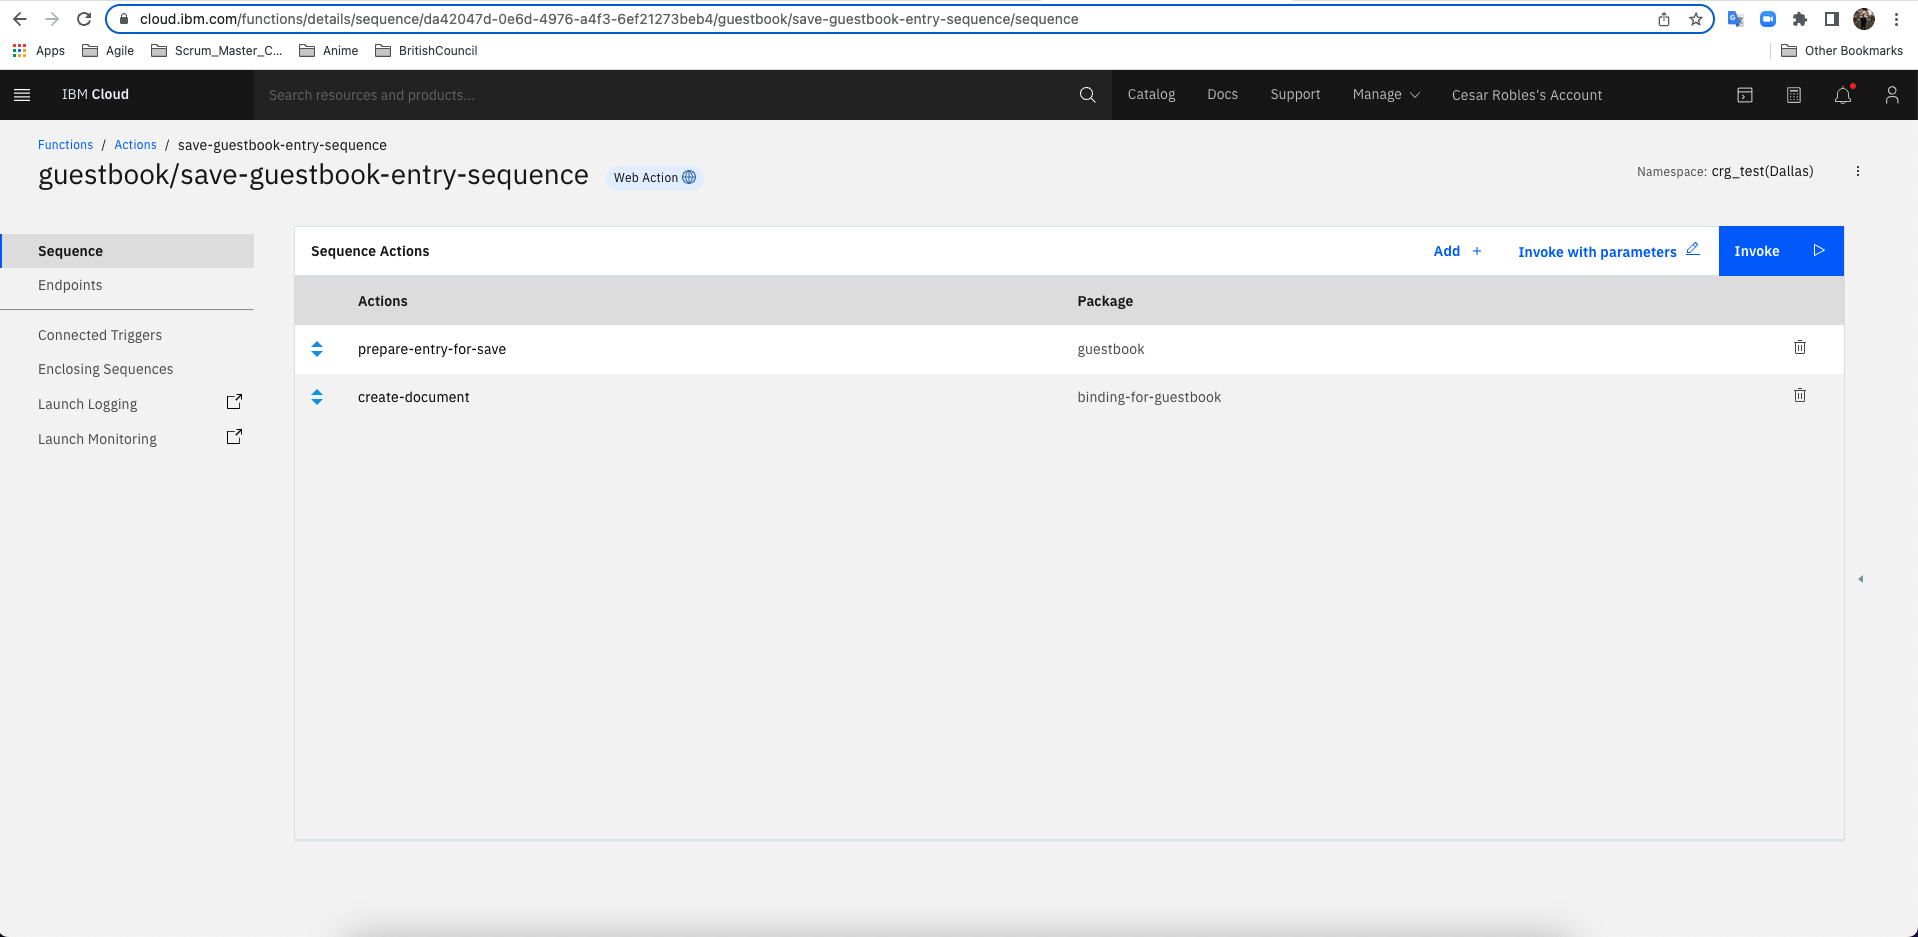 cloud.ibm.com/functions/details/sequence/da42047d-0e6d-4976-a4f3-6ef21273beb4/guestbook/save-guestbook-entry-sequence/sequence
Apps Agile Scrum_Master_C... Anime BritishCouncil Other Bookmarks
IBM Cloud Search resources and products... Catalog Docs Support Manage Cesar Robles's Account
Functions / Actions / save-guestbook-entry-sequence
guestbook/save-guestbook-entry-sequence Web Action Namespace: crg_test(Dallas)
Sequence
Endpoints
Connected Triggers
Enclosing Sequences
Launch Logging
Launch Monitoring
Sequence Actions Add + Invoke with parameters Invoke
Actions Package
prepare-entry-for-save guestbook
create-document binding-for-guestbook